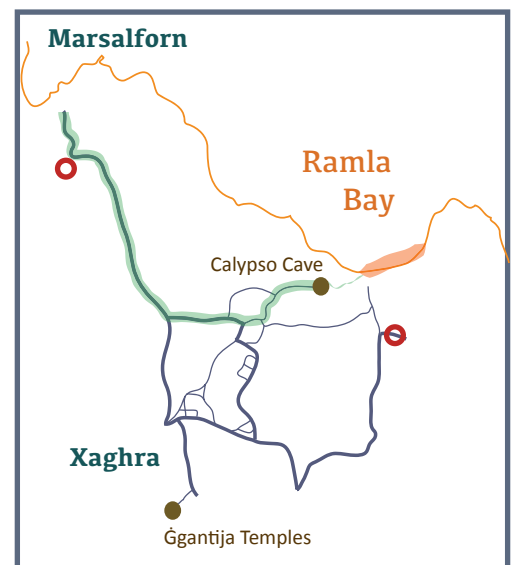 Marsalforn
Ramla
Bay
Calypso Cave
Xaghra
Ġgantija Temples